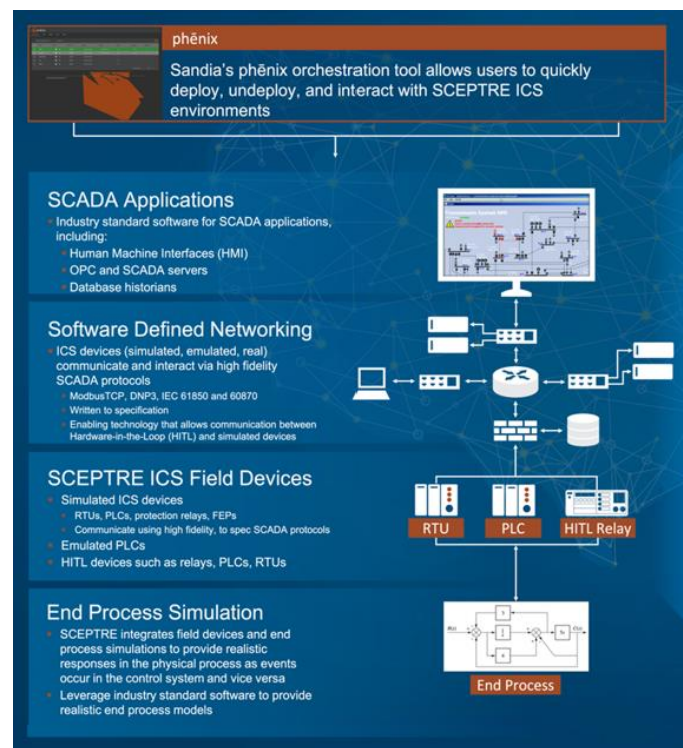 phēnix
Sandia's phēnix orchestration tool allows users to quickly
deploy, undeploy, and interact with SCEPTRE ICS
environments
SCADA Applications
Industry standard software for SCADA applications,
including:
Human Machine Interfaces (HMI)
OPC and SCADA servers
Database historians
Software Defined Networking
ICS devices (simulated, emulated, real)
communicate and interact via high fidelity
SCADA protocols
ModbusTCP, DNP3, IEC 61850 and 60870
Written to specification
Enabling technology that allows communication between
Hardware-in-the-Loop (HITL) and simulated devices
SCEPTRE ICS Field Devices
Simulated ICS devices
RTUs, PLCs, protection relays, FEPs
Communicate using high fidelity, to spec SCADA protocols
Emulated PLCs
HITL devices such as relays, PLCs, RTUs
RTU
PLC
HITL Relay
End Process Simulation
SCEPTRE integrates field devices and end
process simulations to provide realistic
responses in the physical process as events
occur in the control system and vice versa
Leverage industry standard software to provide
realistic end process models
End Process